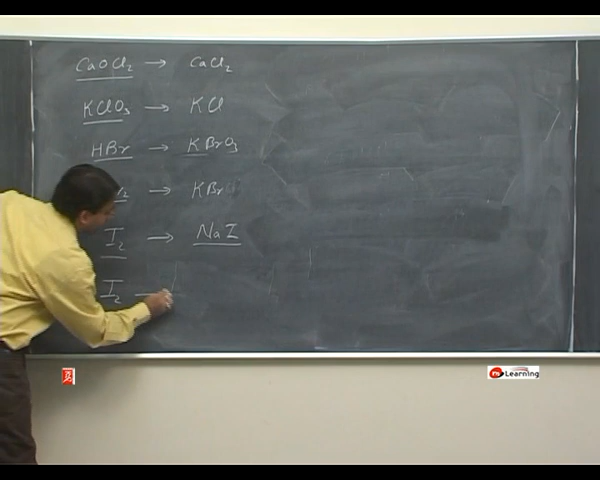 CaOCl₂ → CaCl₂
KClO₃ → KCl
HBr → KBrO₃
→ KBr
I₂ → NaI
I₂
Learning